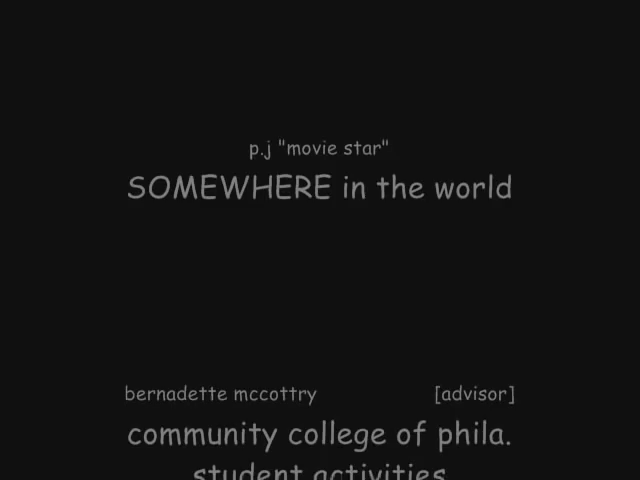 p.j "movie star"
SOMEWHERE in the world
bernadette mccottry [advisor]
community college of phila.
student activities